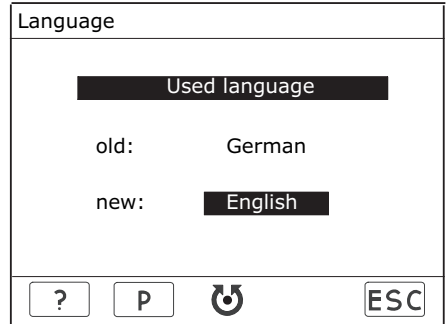 Language
Used language
old: German
new: English
? P ESC